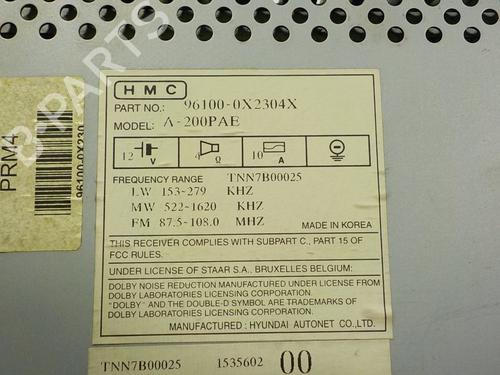 B-PARTS
HMC
PART NO.: 96100-0X2304X
MODEL: A-200PAE
12 V
4 Ω
10 A
FREQUENCY RANGE TNN7B00025
LW 153-279 KHZ
MW 522-1620 KHZ
FM 87.5-108.0 MHZ
MADE IN KOREA
THIS RECEIVER COMPLIES WITH SUBPART C., PART 15 OF
FCC RULES.
UNDER LICENSE OF STAAR S.A., BRUXELLES BELGIUM:
DOLBY NOISE REDUCTION MANUFACTURED UNDER LICENSE FROM
DOLBY LABORATORIES LICENSING CORPORATION.
"DOLBY" AND THE DOUBLE-D SYMBOL ARE TRADEMARKS OF
DOLBY LABORATORIES LICENSING CORPORATION.
MANUFACTURED : HYUNDAI AUTONET CO.,LTD.
TNN7B00025 1535602 00
PRM4
96100-0X230